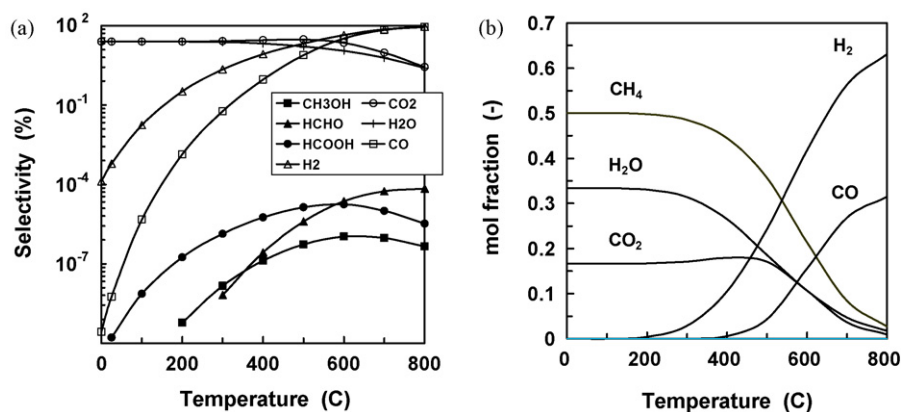 (a)
10²
10⁻¹
10⁻⁴
10⁻⁷
Selectivity (%)
CH3OH
CO2
HCHO
H2O
HCOOH
CO
H2
0
200
400
600
800
Temperature (C)
(b)
0.7
0.6
0.5
0.4
0.3
0.2
0.1
0
mol fraction (-)
H₂
CH₄
H₂O
CO
CO₂
0
200
400
600
800
Temperature (C)